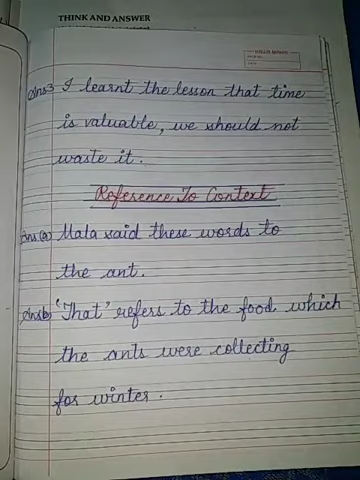 THINK AND ANSWER
Ans3 I learnt the lesson that time
is valuable, we should not
waste it.
Reference To Context
Ans(a) Mala said these words to
the ant.
Ansb) 'That' refers to the food which
the ants were collecting
for winter.